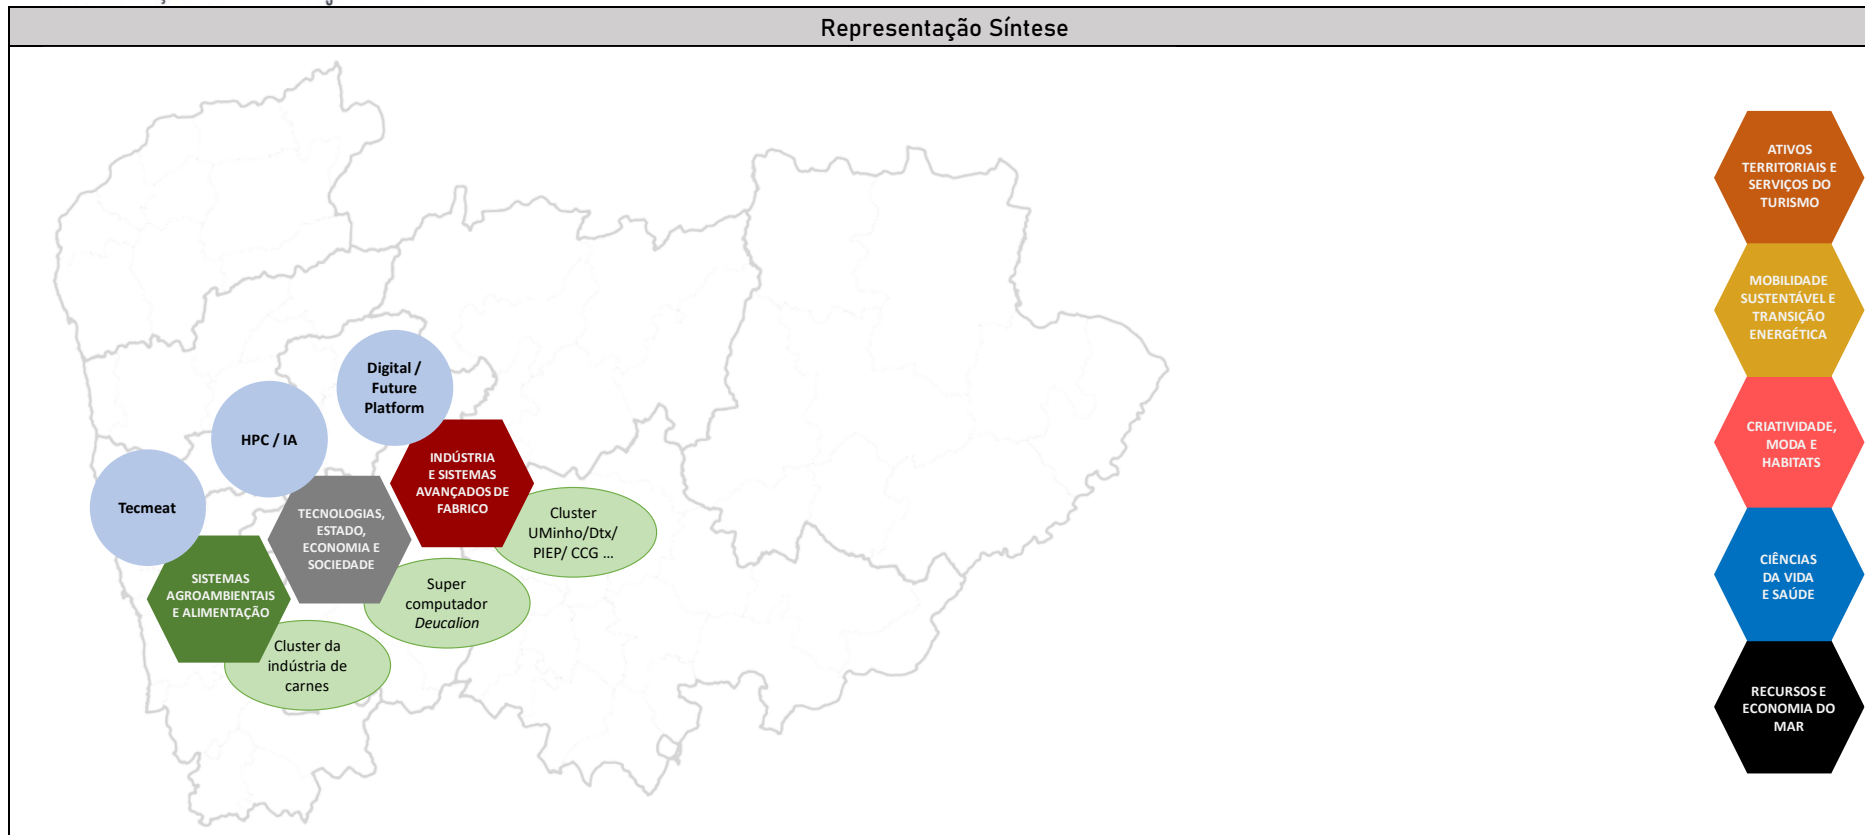 Representação Síntese
Digital /
Future
Platform
HPC / IA
Tecmeat
INDÚSTRIA
E SISTEMAS
AVANÇADOS DE
FABRICO
TECNOLOGIAS,
ESTADO,
ECONOMIA E
SOCIEDADE
SISTEMAS
AGROAMBIENTAIS
E ALIMENTAÇÃO
Cluster
UMinho/Dtx/
PIEP/ CCG ...
Super
computador
Deucalion
Cluster da
indústria de
carnes
ATIVOS
TERRITORIAIS E
SERVIÇOS DO
TURISMO
MOBILIDADE
SUSTENTÁVEL E
TRANSIÇÃO
ENERGÉTICA
CRIATIVIDADE,
MODA E
HABITATS
CIÊNCIAS
DA VIDA
E SAÚDE
RECURSOS E
ECONOMIA DO
MAR